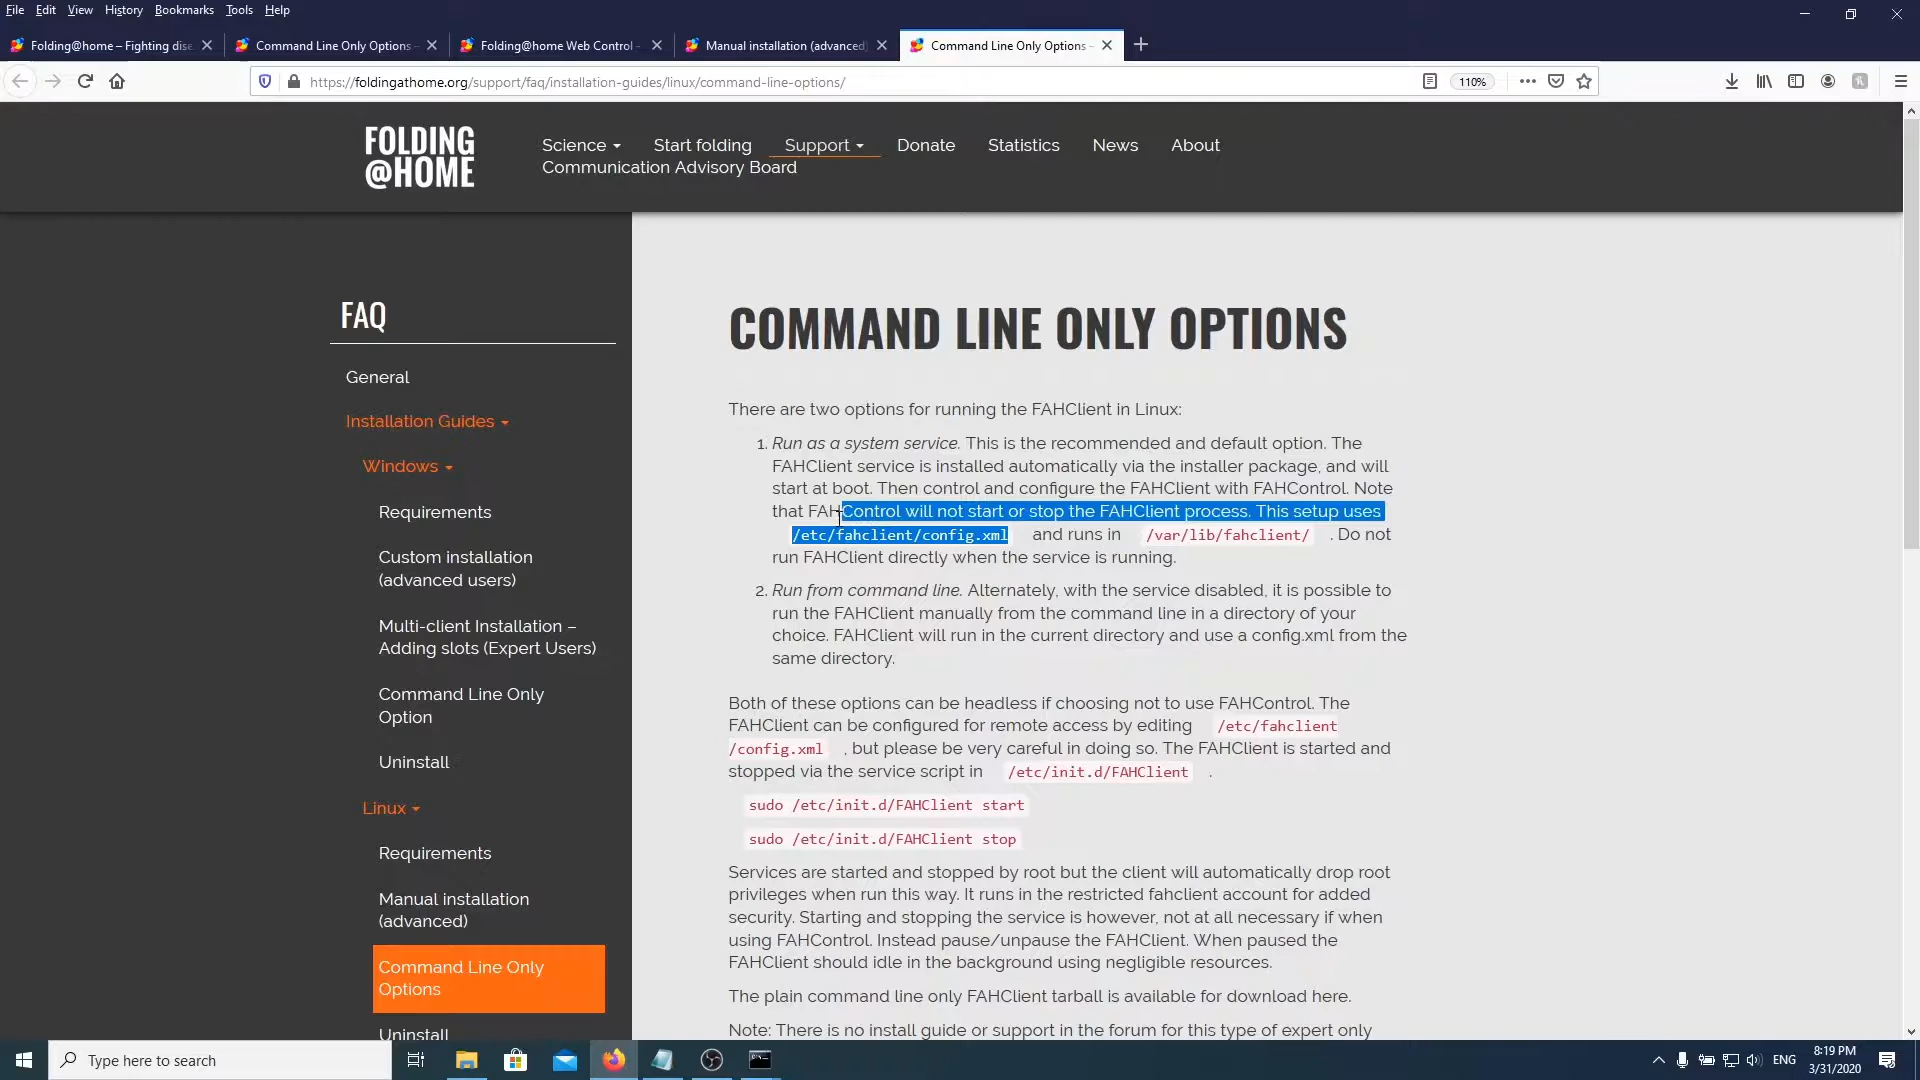 File Edit View History Bookmarks Tools Help
Folding@home – Fighting dise
Command Line Only Options –
Folding@home Web Control –
Manual installation (advanced)
Command Line Only Options –
https://foldingathome.org/support/faq/installation-guides/linux/command-line-options/
110%
FOLDING
@HOME
Science
Start folding
Support
Donate
Statistics
News
About
Communication Advisory Board
FAQ
General
Installation Guides
Windows
Requirements
Custom installation
(advanced users)
Multi-client Installation –
Adding slots (Expert Users)
Command Line Only
Option
Uninstall
Linux
Requirements
Manual installation
(advanced)
Command Line Only
Options
Uninstall
COMMAND LINE ONLY OPTIONS
There are two options for running the FAHClient in Linux:
1. Run as a system service. This is the recommended and default option. The
FAHClient service is installed automatically via the installer package, and will
start at boot. Then control and configure the FAHClient with FAHControl. Note
that FAHControl will not start or stop the FAHClient process. This setup uses
/etc/fahclient/config.xml and runs in /var/lib/fahclient/ . Do not
run FAHClient directly when the service is running.
2. Run from command line. Alternately, with the service disabled, it is possible to
run the FAHClient manually from the command line in a directory of your
choice. FAHClient will run in the current directory and use a config.xml from the
same directory.
Both of these options can be headless if choosing not to use FAHControl. The
FAHClient can be configured for remote access by editing /etc/fahclient
/config.xml , but please be very careful in doing so. The FAHClient is started and
stopped via the service script in /etc/init.d/FAHClient .
sudo /etc/init.d/FAHClient start
sudo /etc/init.d/FAHClient stop
Services are started and stopped by root but the client will automatically drop root
privileges when run this way. It runs in the restricted fahclient account for added
security. Starting and stopping the service is however, not at all necessary if when
using FAHControl. Instead pause/unpause the FAHClient. When paused the
FAHClient should idle in the background using negligible resources.
The plain command line only FAHClient tarball is available for download here.
Note: There is no install guide or support in the forum for this type of expert only
Type here to search
ENG
8:19 PM
3/31/2020